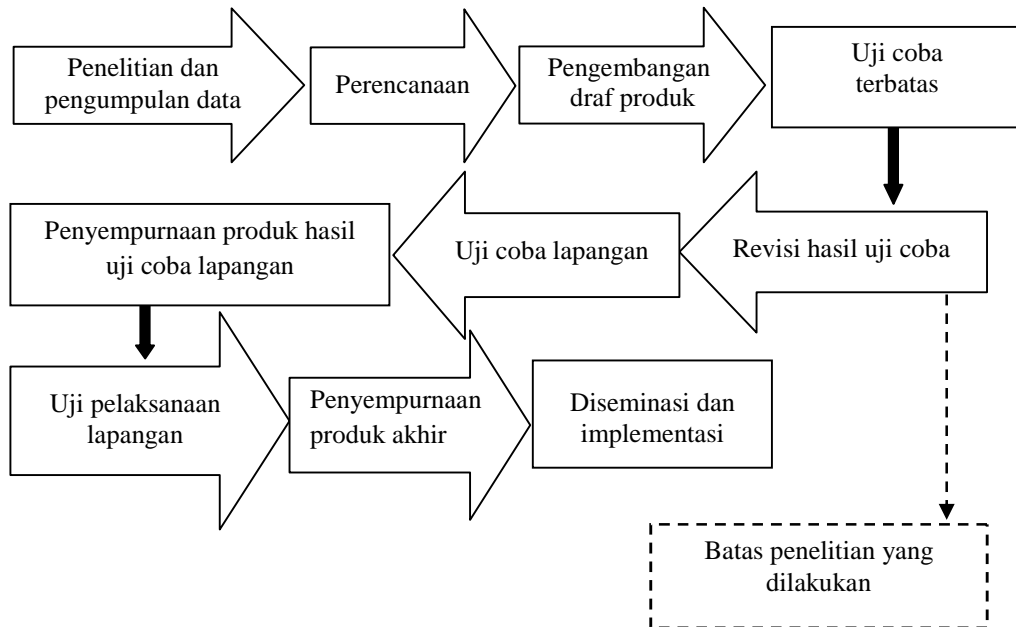 Penelitian dan
pengumpulan data
Perencanaan
Pengembangan
draf produk
Uji coba
terbatas
Revisi hasil uji coba
Uji coba lapangan
Penyempurnaan produk hasil
uji coba lapangan
Uji pelaksanaan
lapangan
Penyempurnaan
produk akhir
Diseminasi dan
implementasi
Batas penelitian yang
dilakukan